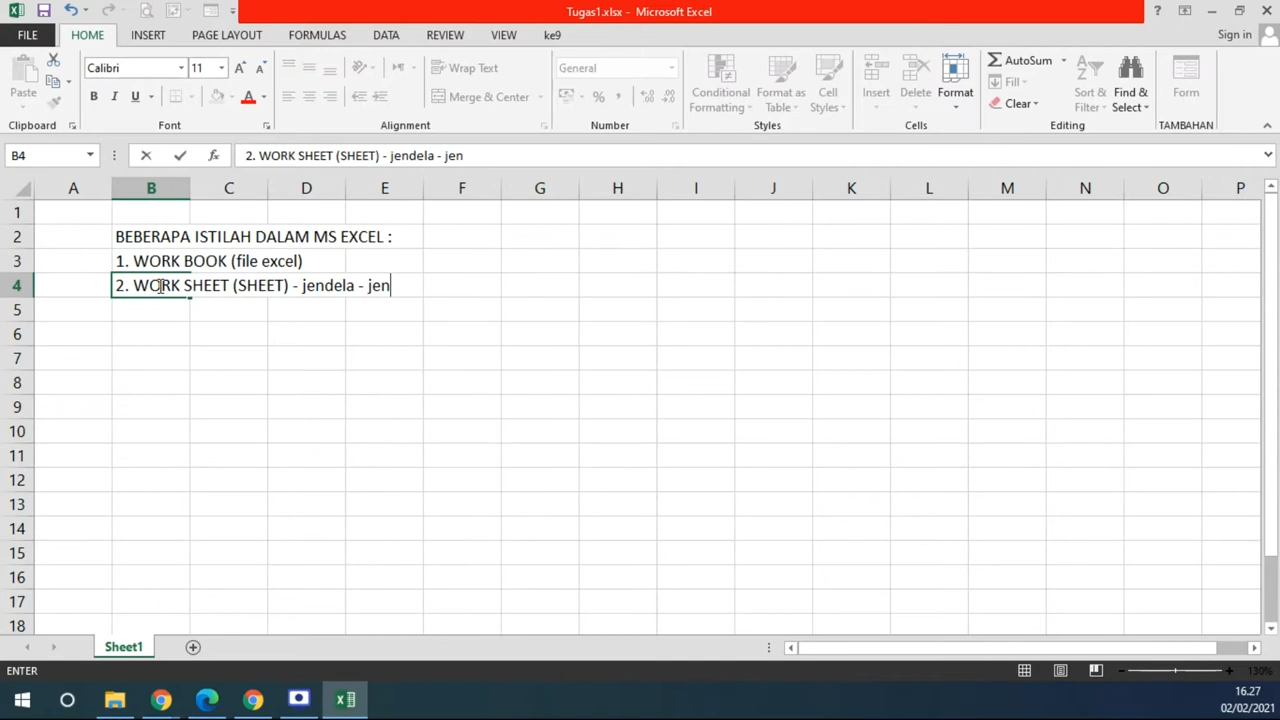 Tugas1.xlsx - Microsoft Excel
?
FILE HOME INSERT PAGE LAYOUT FORMULAS DATA REVIEW VIEW ke9 Sign in
Paste
Calibri 11
B I U A
Wrap Text
Merge & Center
General
%
Conditional Formatting
Format as Table
Cell Styles
Insert
Delete
Format
AutoSum
Fill
Clear
Sort & Filter
Find & Select
Form
Clipboard Font Alignment Number Styles Cells Editing TAMBAHAN
B4 fx 2. WORK SHEET (SHEET) - jendela - jen
A B C D E F G H I J K L M N O P
1
2 BEBERAPA ISTILAH DALAM MS EXCEL :
3 1. WORK BOOK (file excel)
4 2. WORK SHEET (SHEET) - jendela - jen
5
6
7
8
9
10
11
12
13
14
15
16
17
18
Sheet1
ENTER 130%
16.27
02/02/2021